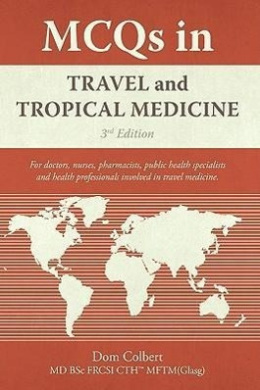 MCQs in
TRAVEL and
TROPICAL MEDICINE
3rd Edition
For doctors, nurses, pharmacists, public health specialists
and health professionals involved in travel medicine.
Dom Colbert
MD BSc FRCSI CTH™ MFTM(Glasg)